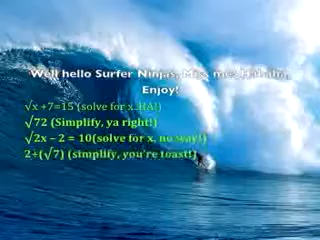 Well hello Surfer Ninjas, Miss me? Hahaha,
Enjoy!
√x +7=15 (solve for x..HA!)
√72 (Simplify, ya right!)
√2x – 2 = 10(solve for x, no way!)
2÷(√7) (simplify, you're toast!)